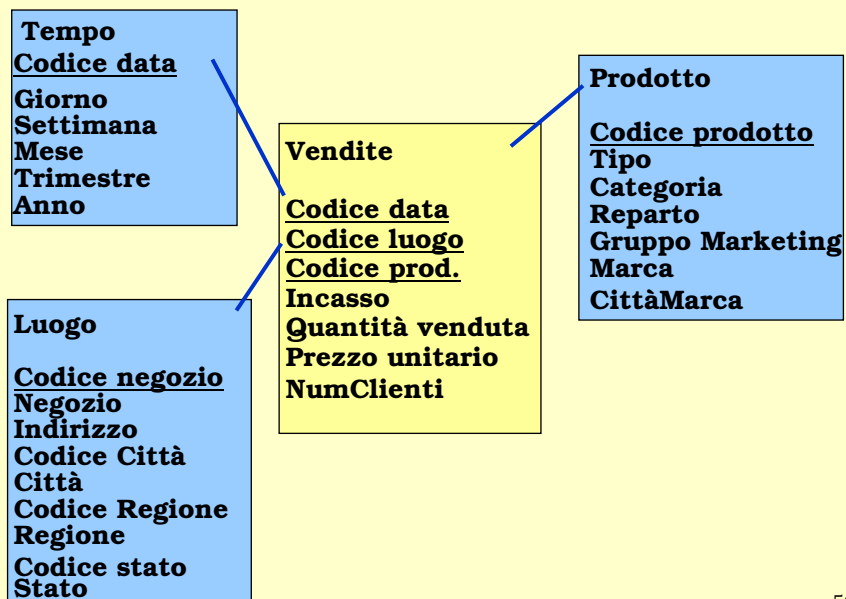 Tempo
Codice data
Giorno
Settimana
Mese
Trimestre
Anno
Vendite
Codice data
Codice luogo
Codice prod.
Incasso
Quantità venduta
Prezzo unitario
NumClienti
Prodotto
Codice prodotto
Tipo
Categoria
Reparto
Gruppo Marketing
Marca
CittàMarca
Luogo
Codice negozio
Negozio
Indirizzo
Codice Città
Città
Codice Regione
Regione
Codice stato
Stato